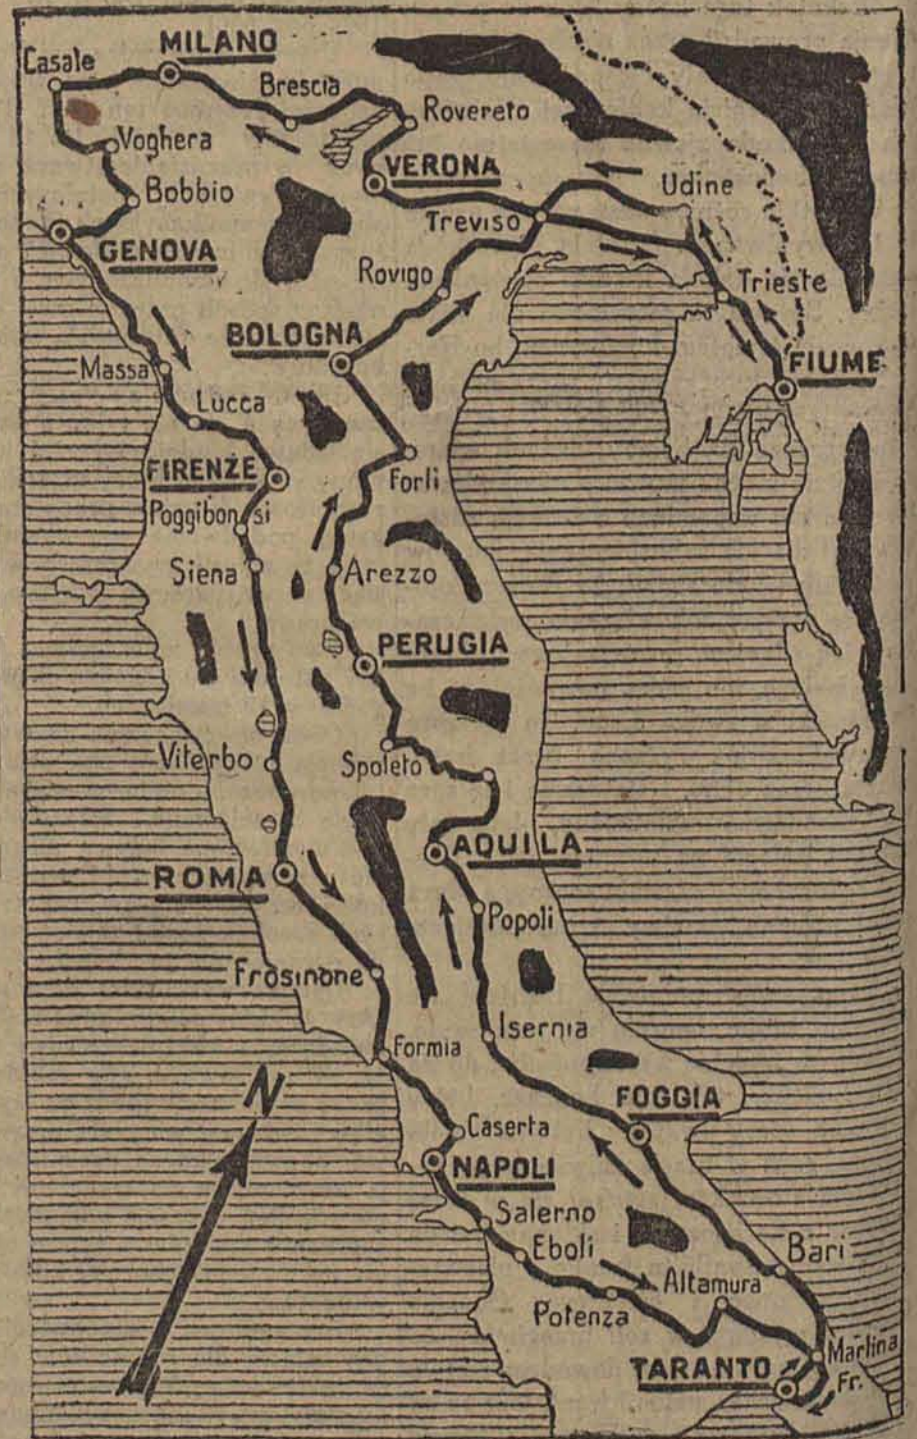 MILANO
Casale
Brescia
Rovereto
Voghera
VERONA
Bobbio
Udine
Treviso
GENOVA
Rovigo
Trieste
BOLOGNA
FIUME
Massa
Lucca
FIRENZE
Forlì
Poggibonsi
Siena
Arezzo
PERUGIA
Viterbo
Spoleto
AQUILA
ROMA
Popoli
Frosinone
Isernia
Formia
N
FOGGIA
Caserta
NAPOLI
Salerno
Eboli
Bari
Altamura
Potenza
Martina
Fr.
TARANTO